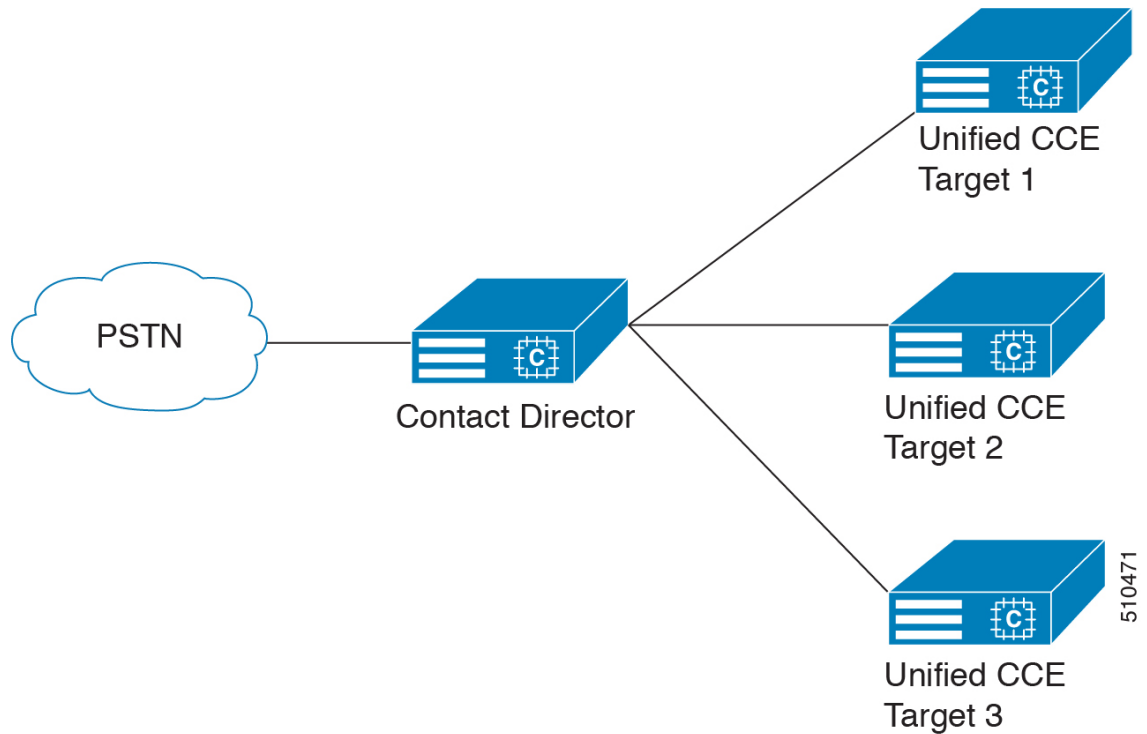 C
Unified CCE
Target 1
PSTN
C
Contact Director
C
Unified CCE
Target 2
C
Unified CCE
Target 3
510471